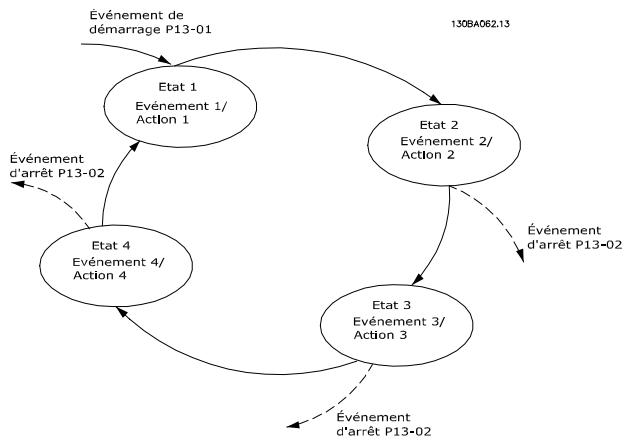 Événement de
démarrage P13-01
130BA062.13
Etat 1
Evénement 1/
Action 1
Etat 2
Evénement 2/
Action 2
Événement
d'arrêt P13-02
Etat 4
Evénement 4/
Action 4
Événement
d'arrêt P13-02
Etat 3
Evénement 3/
Action 3
Événement
d'arrêt P13-02